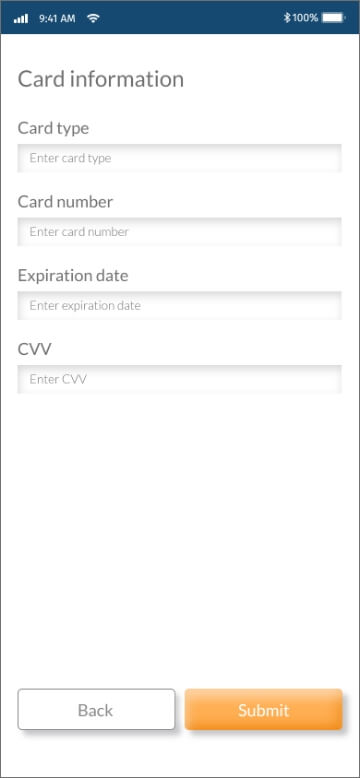 9:41 AM
100%
Card information
Card type
Enter card type
Card number
Enter card number
Expiration date
Enter expiration date
CVV
Enter CVV
Back
Submit